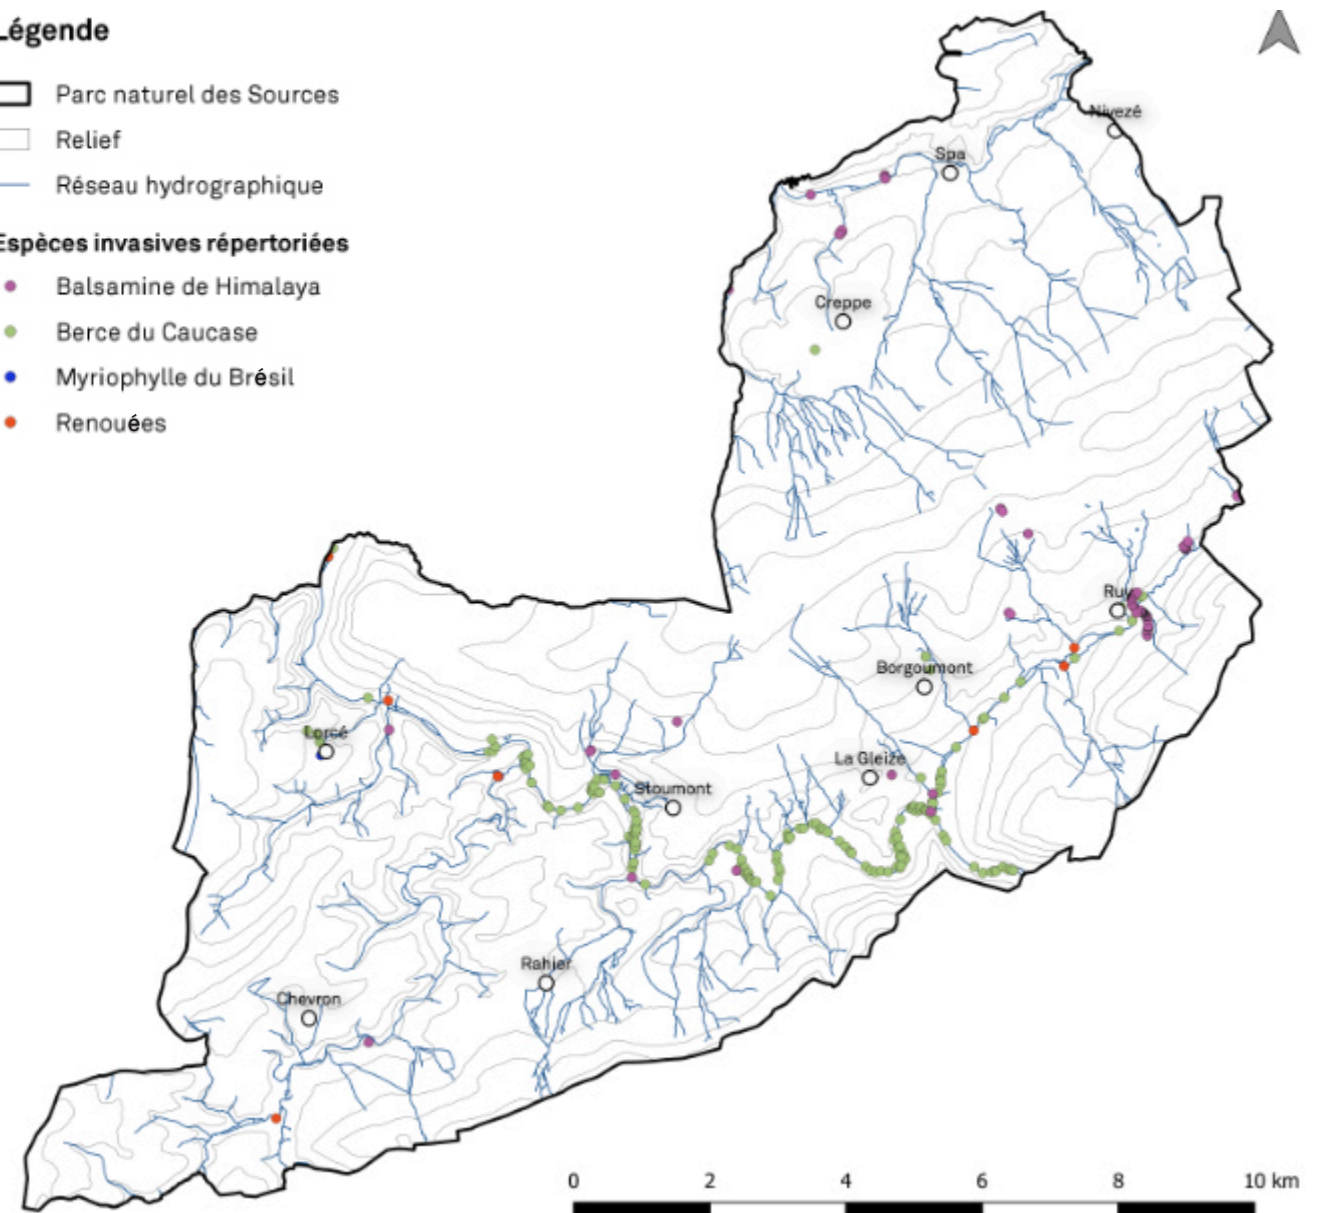 Légende
Parc naturel des Sources
Relief
Réseau hydrographique
Espèces invasives répertoriées
Balsamine de Himalaya
Berce du Caucase
Myriophylle du Brésil
Renouées
Nivezé
Spa
Creppe
Ruy
Borgoumont
Lorcé
La Gleize
Stoumont
Rahier
Chevron
0 2 4 6 8 10 km